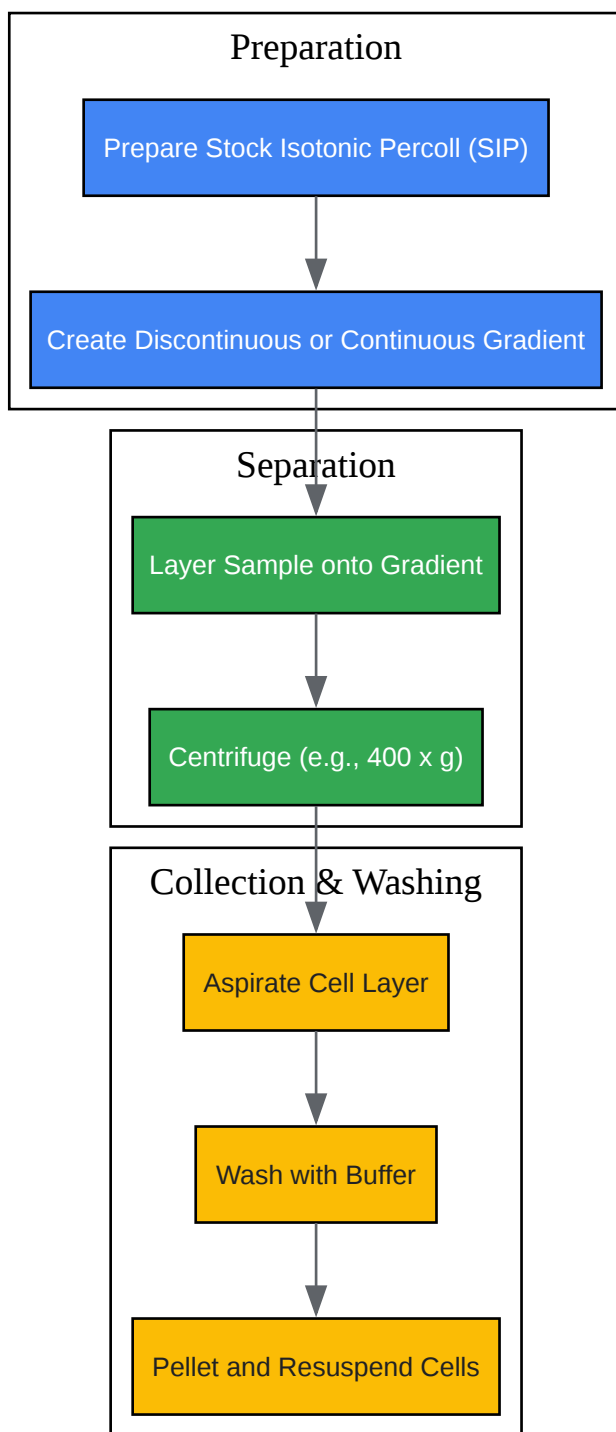 Preparation
Prepare Stock Isotonic Percoll (SIP)
Create Discontinuous or Continuous Gradient
Separation
Layer Sample onto Gradient
Centrifuge (e.g., 400 x g)
Collection & Washing
Aspirate Cell Layer
Wash with Buffer
Pellet and Resuspend Cells